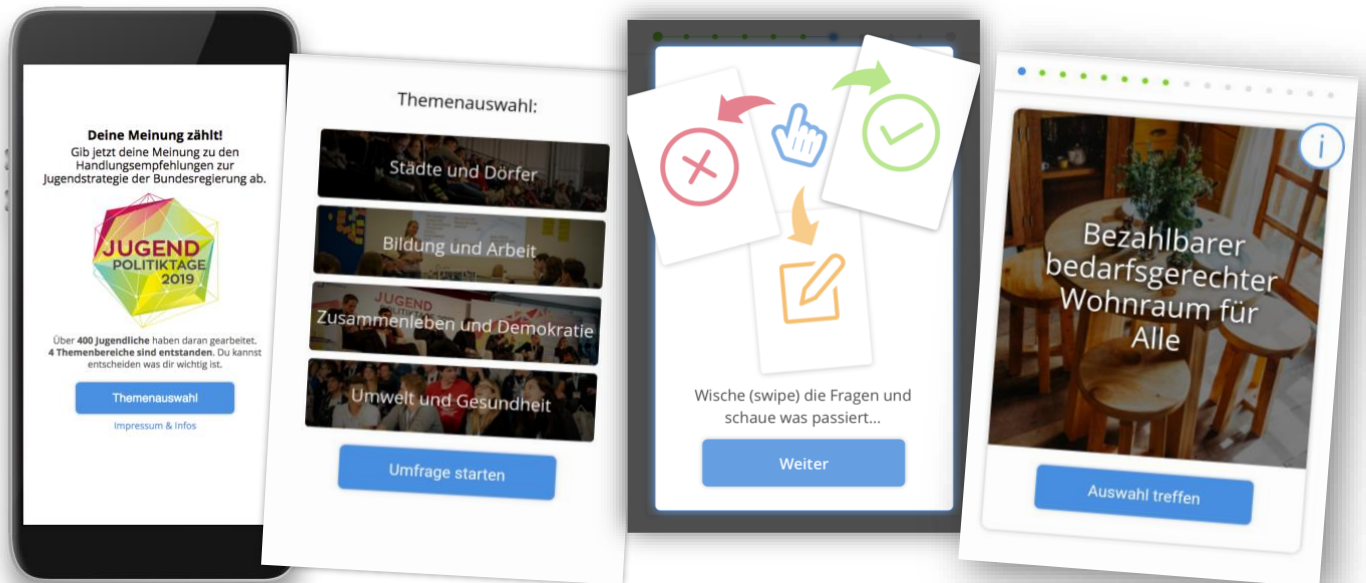 Deine Meinung zählt!
Gib jetzt deine Meinung zu den
Handlungsempfehlungen zur
Jugendstrategie der Bundesregierung ab.
JUGEND
POLITIKTAGE
2019
Über 400 Jugendliche haben daran gearbeitet.
4 Themenbereiche sind entstanden. Du kannst
entscheiden was dir wichtig ist.
Themenauswahl
Impressum & Infos
Themenauswahl:
Städte und Dörfer
Bildung und Arbeit
JUGEND
POLITIKTAGE 2019
Zusammenleben und Demokratie
Umwelt und Gesundheit
Umfrage starten
Wische (swipe) die Fragen und
schaue was passiert...
Weiter
i
Bezahlbarer
bedarfsgerechter
Wohnraum für
Alle
Auswahl treffen